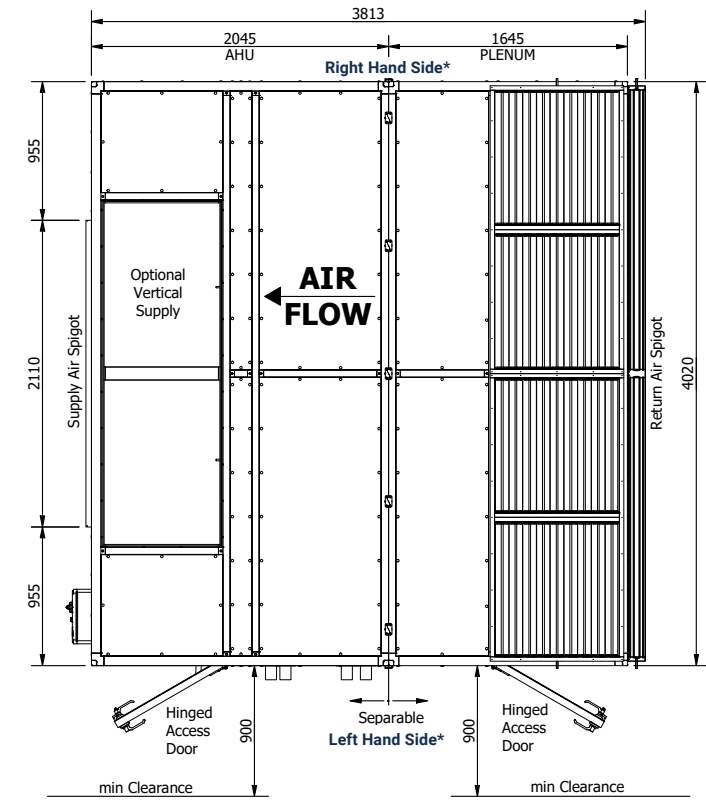 3813
2045
1645
AHU
PLENUM
Right Hand Side*
955
2110
955
Supply Air Spigot
Optional
Vertical
Supply
AIR
FLOW
Return Air Spigot
4020
Hinged
Access
Door
900
Separable
Left Hand Side*
900
Hinged
Access
Door
min Clearance
min Clearance